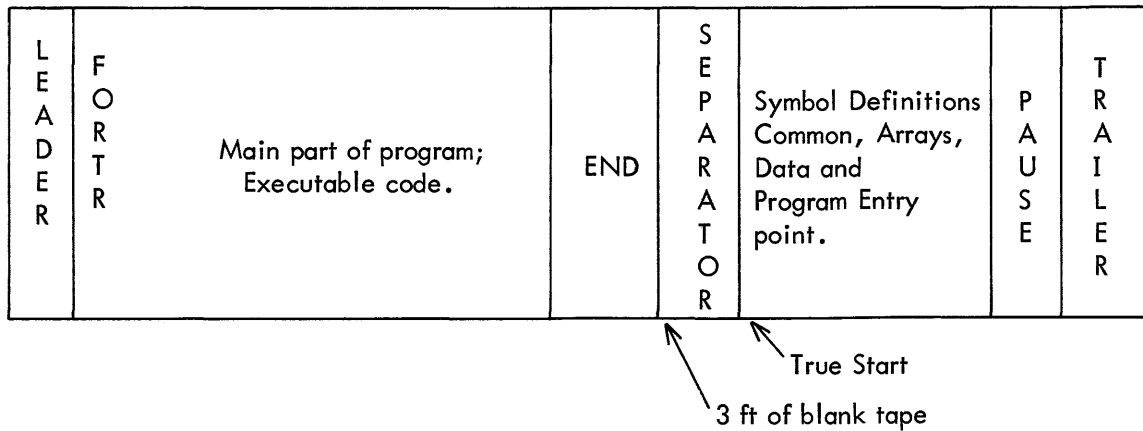 LEADER
FORTR
Main part of program;
Executable code.
END
SEPARATOR
Symbol Definitions
Common, Arrays,
Data and
Program Entry
point.
PAUSE
TRAILER
True Start
3 ft of blank tape